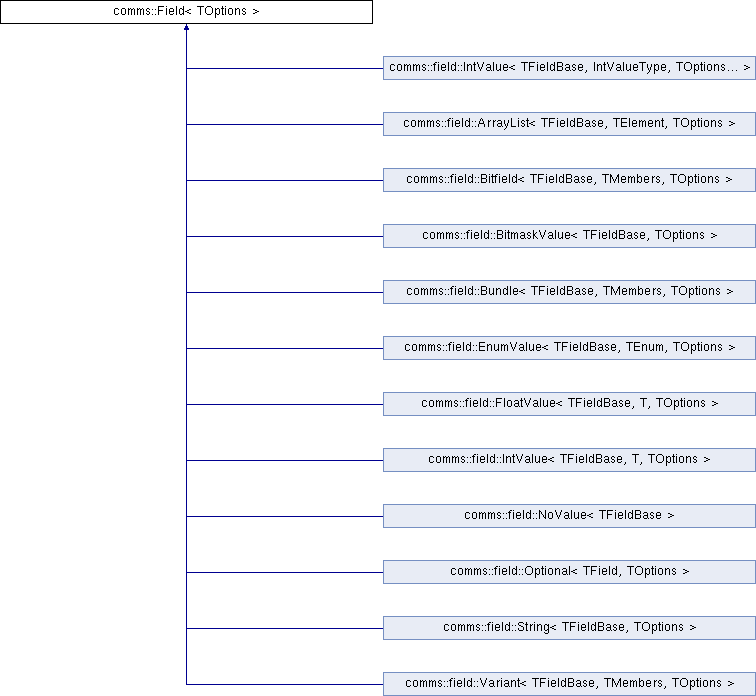 comms::Field< TOptions >
comms::field::IntValue< TFieldBase, IntValueType, TOptions... >
comms::field::ArrayList< TFieldBase, TElement, TOptions >
comms::field::Bitfield< TFieldBase, TMembers, TOptions >
comms::field::BitmaskValue< TFieldBase, TOptions >
comms::field::Bundle< TFieldBase, TMembers, TOptions >
comms::field::EnumValue< TFieldBase, TEnum, TOptions >
comms::field::FloatValue< TFieldBase, T, TOptions >
comms::field::IntValue< TFieldBase, T, TOptions >
comms::field::NoValue< TFieldBase >
comms::field::Optional< TField, TOptions >
comms::field::String< TFieldBase, TOptions >
comms::field::Variant< TFieldBase, TMembers, TOptions >